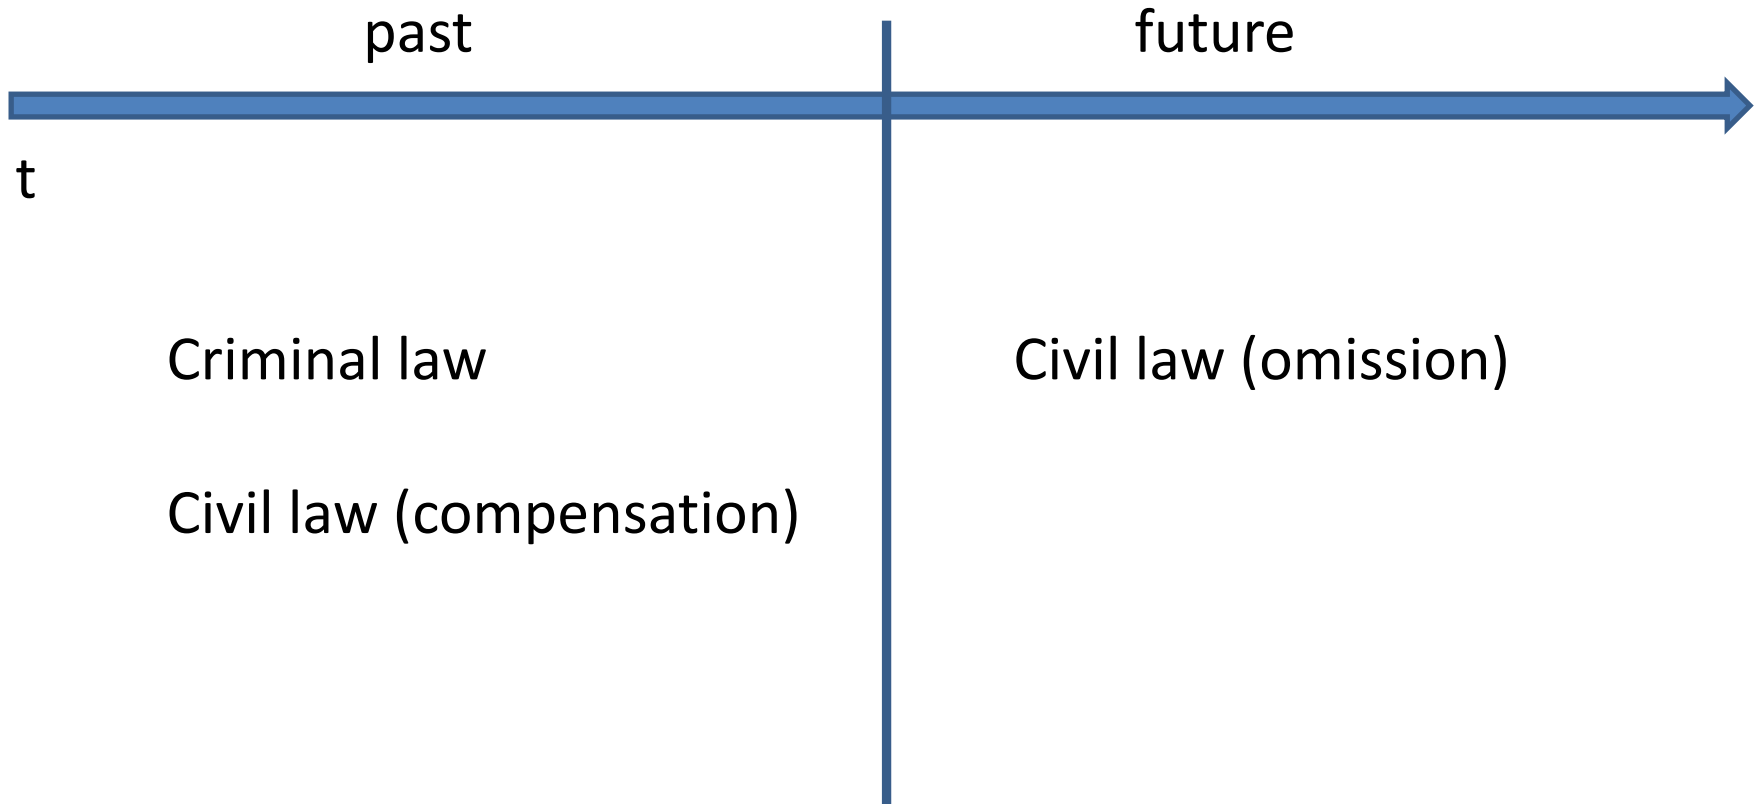 past
future
t
Criminal law
Civil law (omission)
Civil law (compensation)